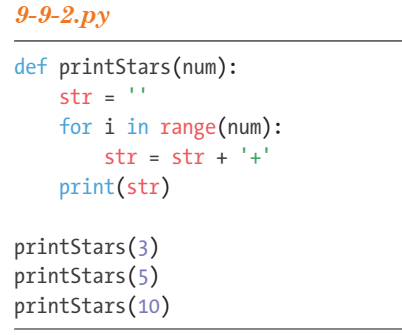 9-9-2.py
def printStars(num):
    str = ''
    for i in range(num):
        str = str + '+'
    print(str)

printStars(3)
printStars(5)
printStars(10)